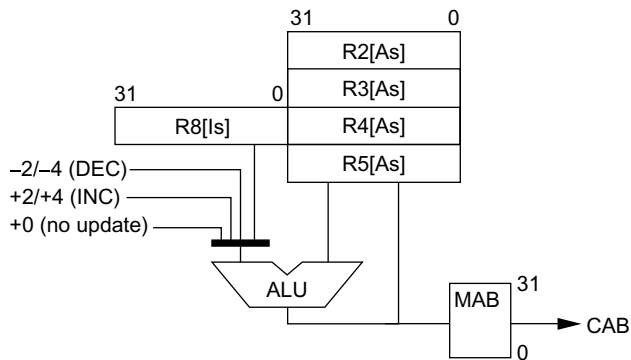 31 0
R2[As]
R3[As]
31 0
R8[Is] R4[As]
R5[As]
–2/–4 (DEC)
+2/+4 (INC)
+0 (no update)
ALU
MAB
31
CAB
0